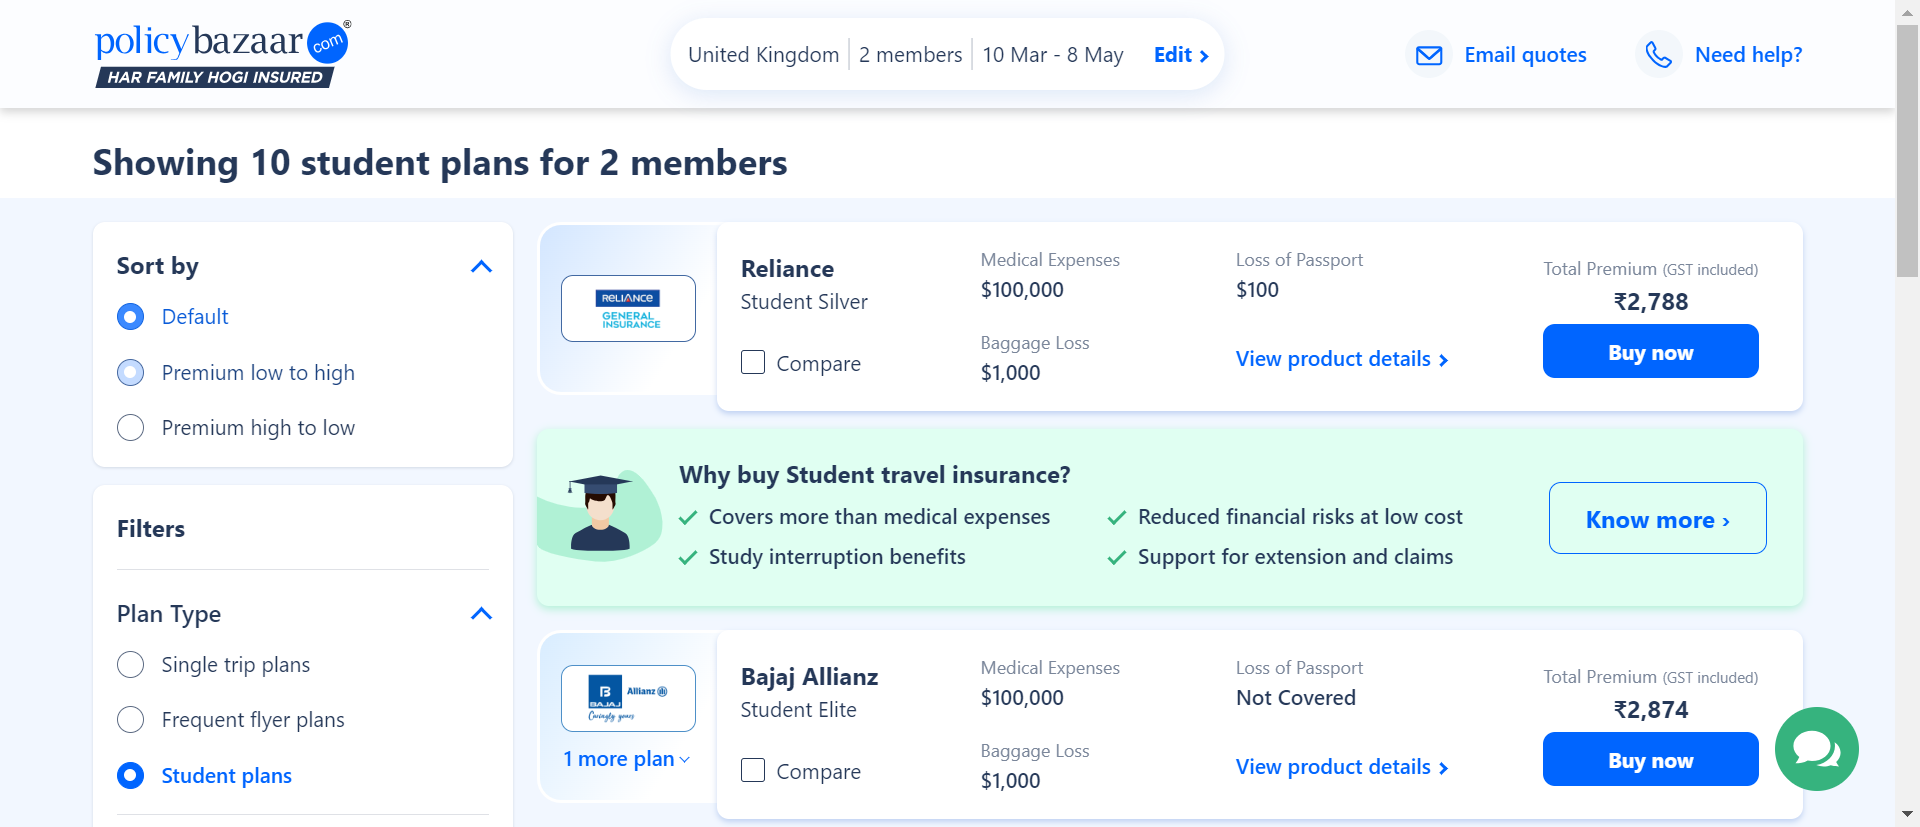 policybazaar.com®
HAR FAMILY HOGI INSURED
United Kingdom 2 members 10 Mar - 8 May Edit ›
Email quotes
Need help?
Showing 10 student plans for 2 members
Sort by
Default
Premium low to high
Premium high to low
Filters
Plan Type
Single trip plans
Frequent flyer plans
Student plans
RELIANCE
GENERAL
INSURANCE
Reliance
Student Silver
Compare
Medical Expenses
$100,000
Baggage Loss
$1,000
Loss of Passport
$100
View product details ›
Total Premium (GST included)
₹2,788
Buy now
Why buy Student travel insurance?
Covers more than medical expenses
Reduced financial risks at low cost
Study interruption benefits
Support for extension and claims
Know more ›
B
BAJAJ
Allianz
Caringly yours
1 more plan
Bajaj Allianz
Student Elite
Compare
Medical Expenses
$100,000
Baggage Loss
$1,000
Loss of Passport
Not Covered
View product details ›
Total Premium (GST included)
₹2,874
Buy now